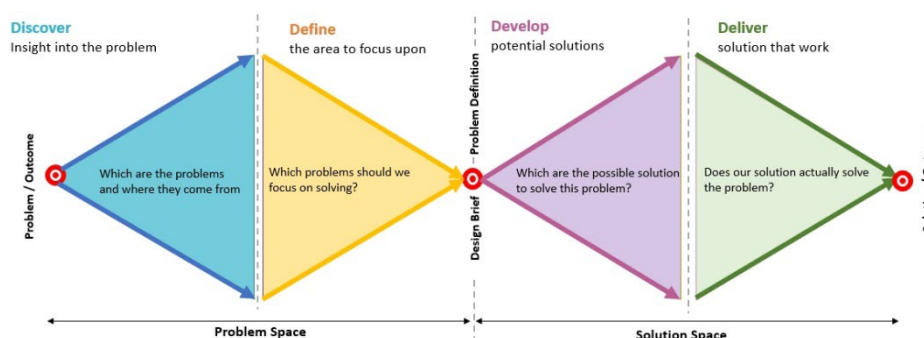 Discover
Insight into the problem
Define
the area to focus upon
Develop
potential solutions
Deliver
solution that work
Problem / Outcome
Which are the problems
and where they come from
Which problems should we
focus on solving?
Design Brief
Problem Definition
Which are the possible solution
to solve this problem?
Does our solution actually solve
the problem?
Problem Space
Solution Space